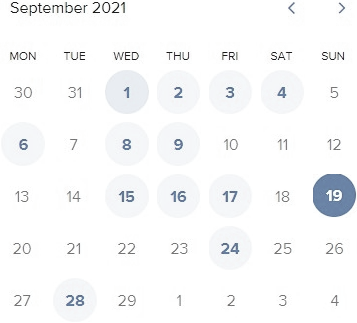 September 2021
MON TUE WED THU FRI SAT SUN
30 31 1 2 3 4 5
6 7 8 9 10 11 12
13 14 15 16 17 18 19
20 21 22 23 24 25 26
27 28 29 1 2 3 4